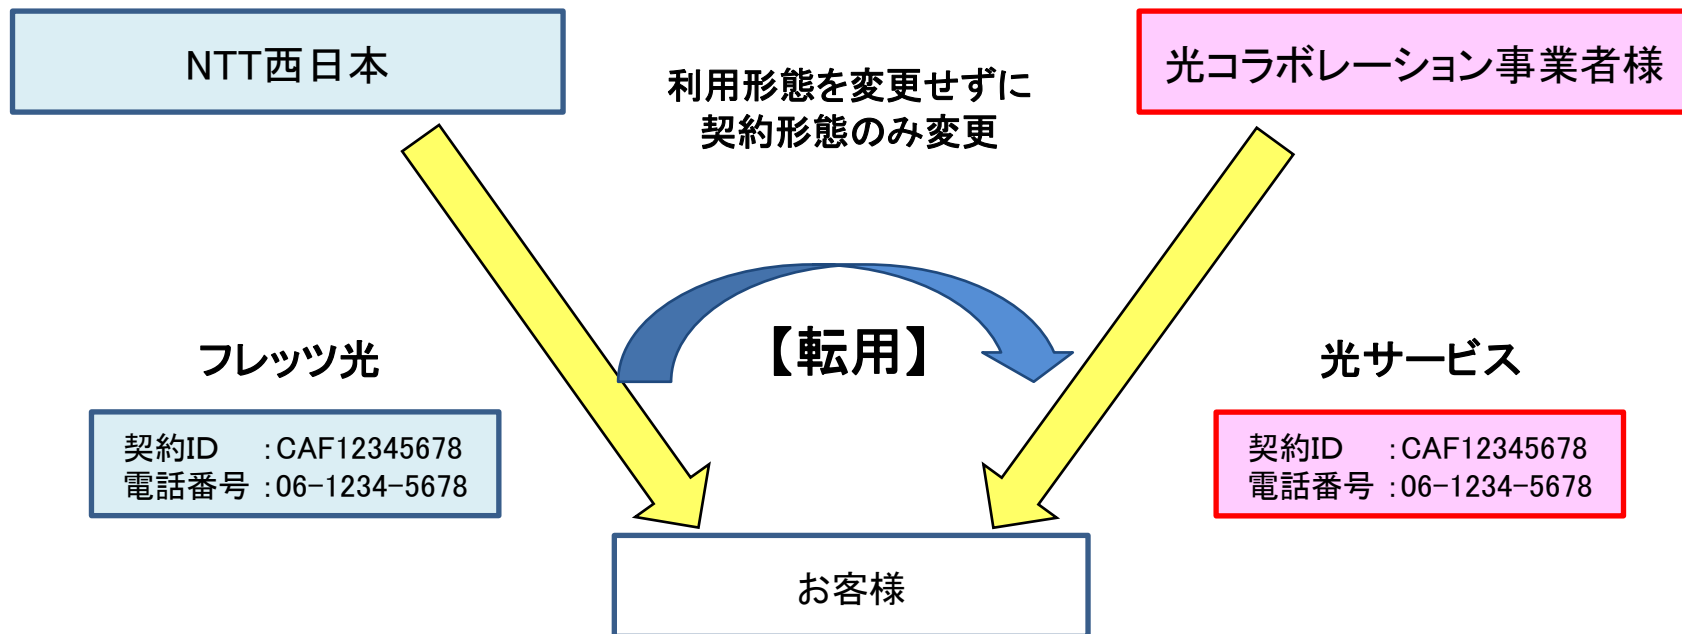 NTT西日本
光コラボレーション事業者様
利用形態を変更せずに
契約形態のみ変更
【転用】
フレッツ光
光サービス
契約ID :CAF12345678
電話番号 :06-1234-5678
契約ID :CAF12345678
電話番号 :06-1234-5678
お客様